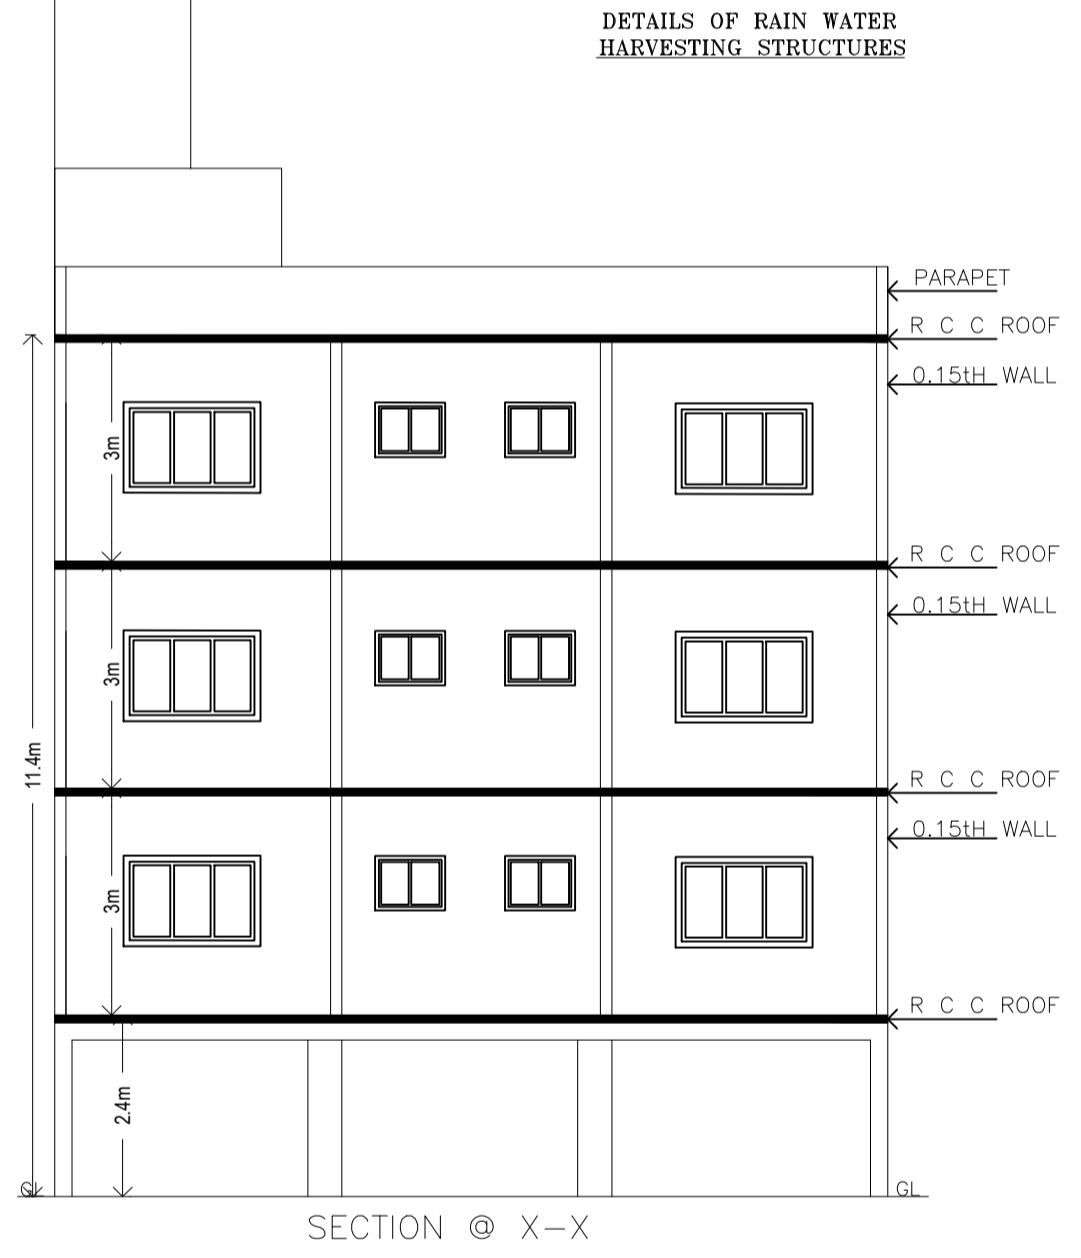 DETAILS OF RAIN WATER
HARVESTING STRUCTURES
PARAPET
R C C ROOF
0.15tH WALL
3m
R C C ROOF
0.15tH WALL
3m
11.4m
R C C ROOF
0.15tH WALL
3m
R C C ROOF
2.4m
GL
GL
SECTION @ X-X